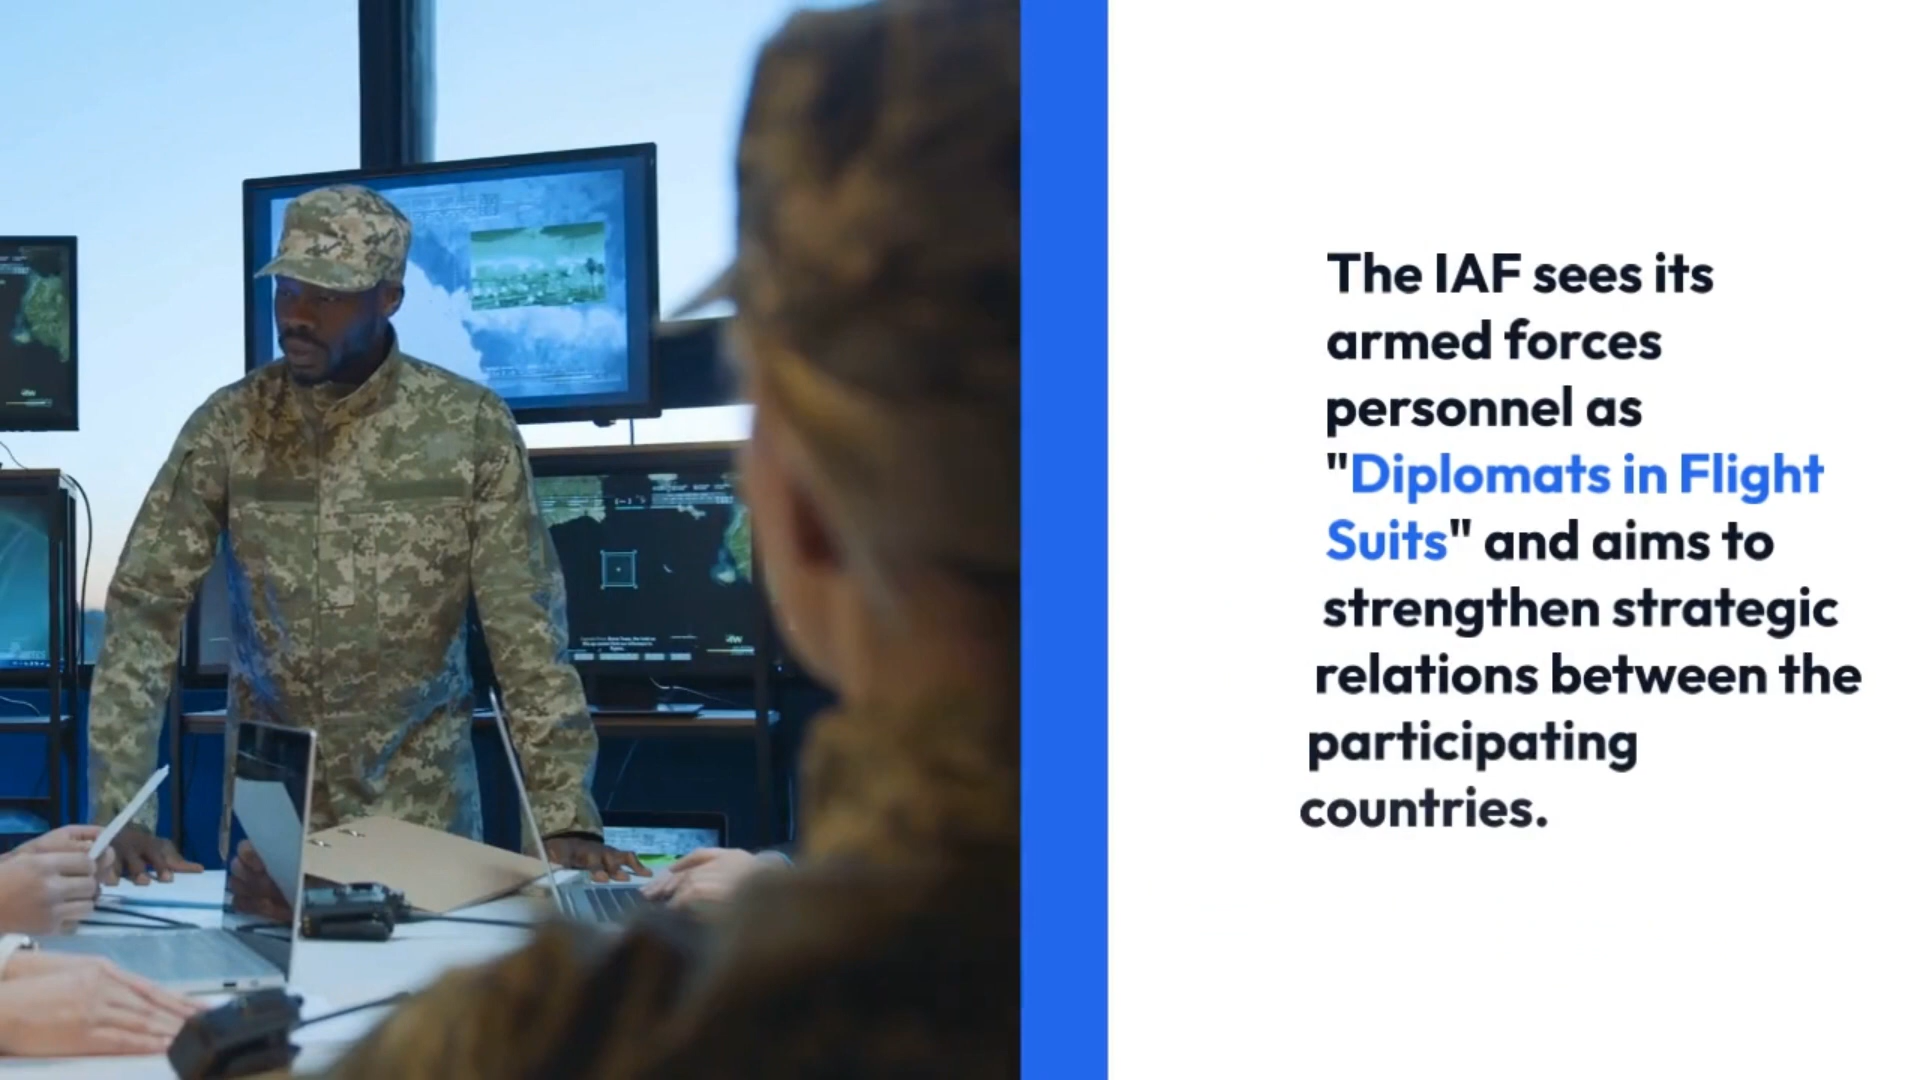 The IAF sees its
armed forces
personnel as
"Diplomats in Flight
Suits" and aims to
strengthen strategic
relations between the
participating
countries.